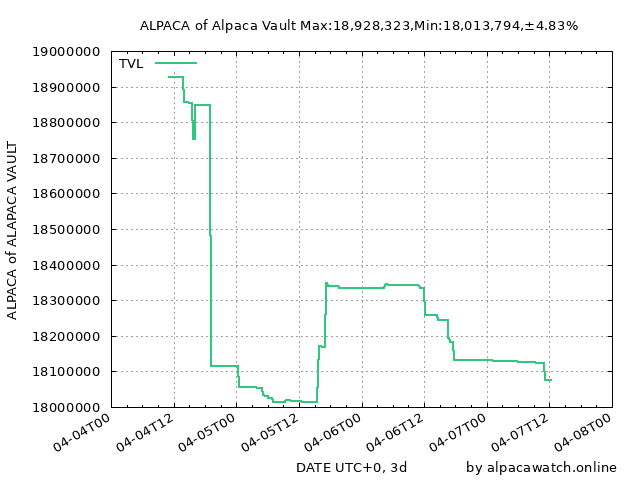 ALPACA of Alpaca Vault Max:18,928,323,Min:18,013,794,±4.83%
TVL
ALPACA of ALAPACA VAULT
19000000
18900000
18800000
18700000
18600000
18500000
18400000
18300000
18200000
18100000
18000000
04-04T00
04-04T12
04-05T00
04-05T12
04-06T00
04-06T12
04-07T00
04-07T12
04-08T00
DATE UTC+0, 3d
by alpacawatch.online